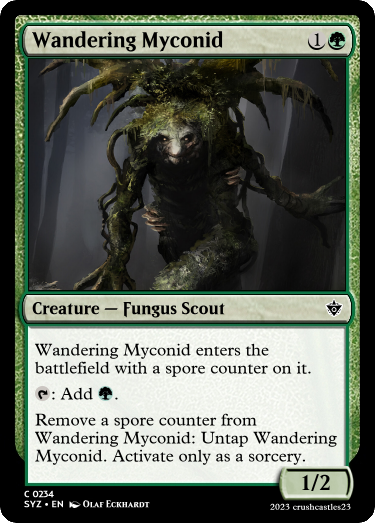 Wandering Myconid 1
Creature — Fungus Scout
Wandering Myconid enters the
battlefield with a spore counter on it.
: Add .
Remove a spore counter from
Wandering Myconid: Untap Wandering
Myconid. Activate only as a sorcery.
1/2
C 0234
SYZ • EN Olaf Eckhardt
2023 crushcastles23